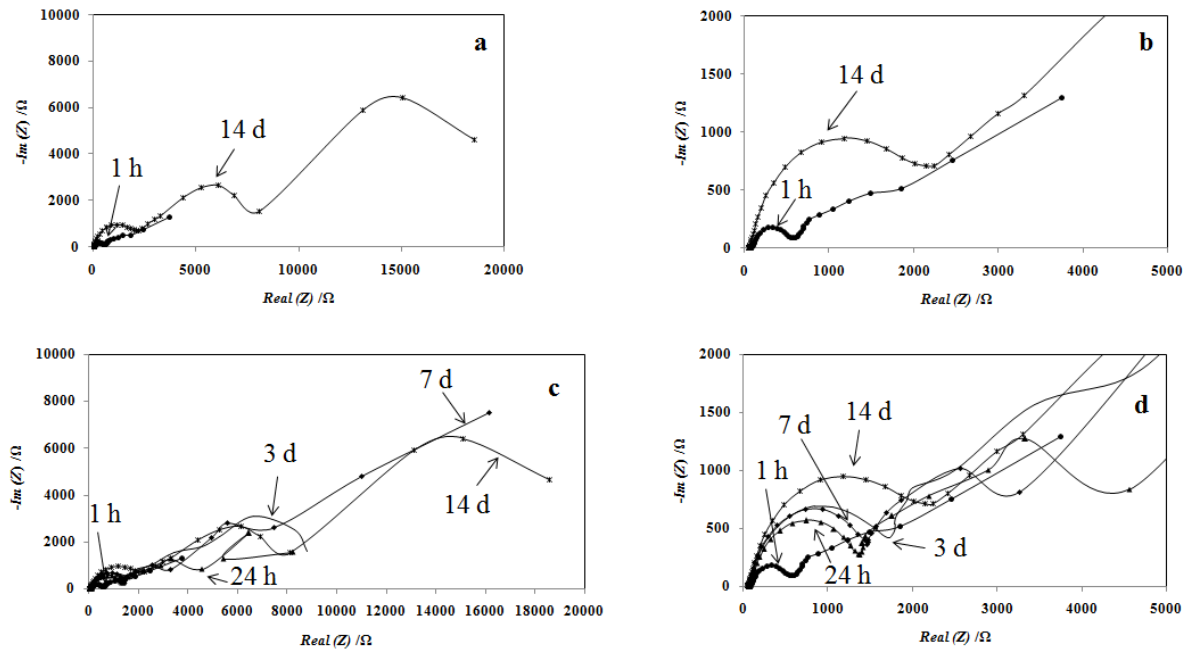 10000
8000
6000
4000
2000
0
-Im (Z) /Ω
a
14 d
1 h
0
5000
10000
15000
20000
Real (Z) /Ω
2000
1500
1000
500
0
-Im (Z) /Ω
b
14 d
1 h
0
1000
2000
3000
4000
5000
Real (Z) /Ω
10000
8000
6000
4000
2000
0
-Im (Z) /Ω
c
7 d
3 d
14 d
1 h
24 h
0
2000
4000
6000
8000
10000
12000
14000
16000
18000
20000
Real (Z) /Ω
2000
1500
1000
500
0
-Im (Z) /Ω
d
14 d
7 d
1 h
3 d
24 h
0
1000
2000
3000
4000
5000
Real (Z) /Ω